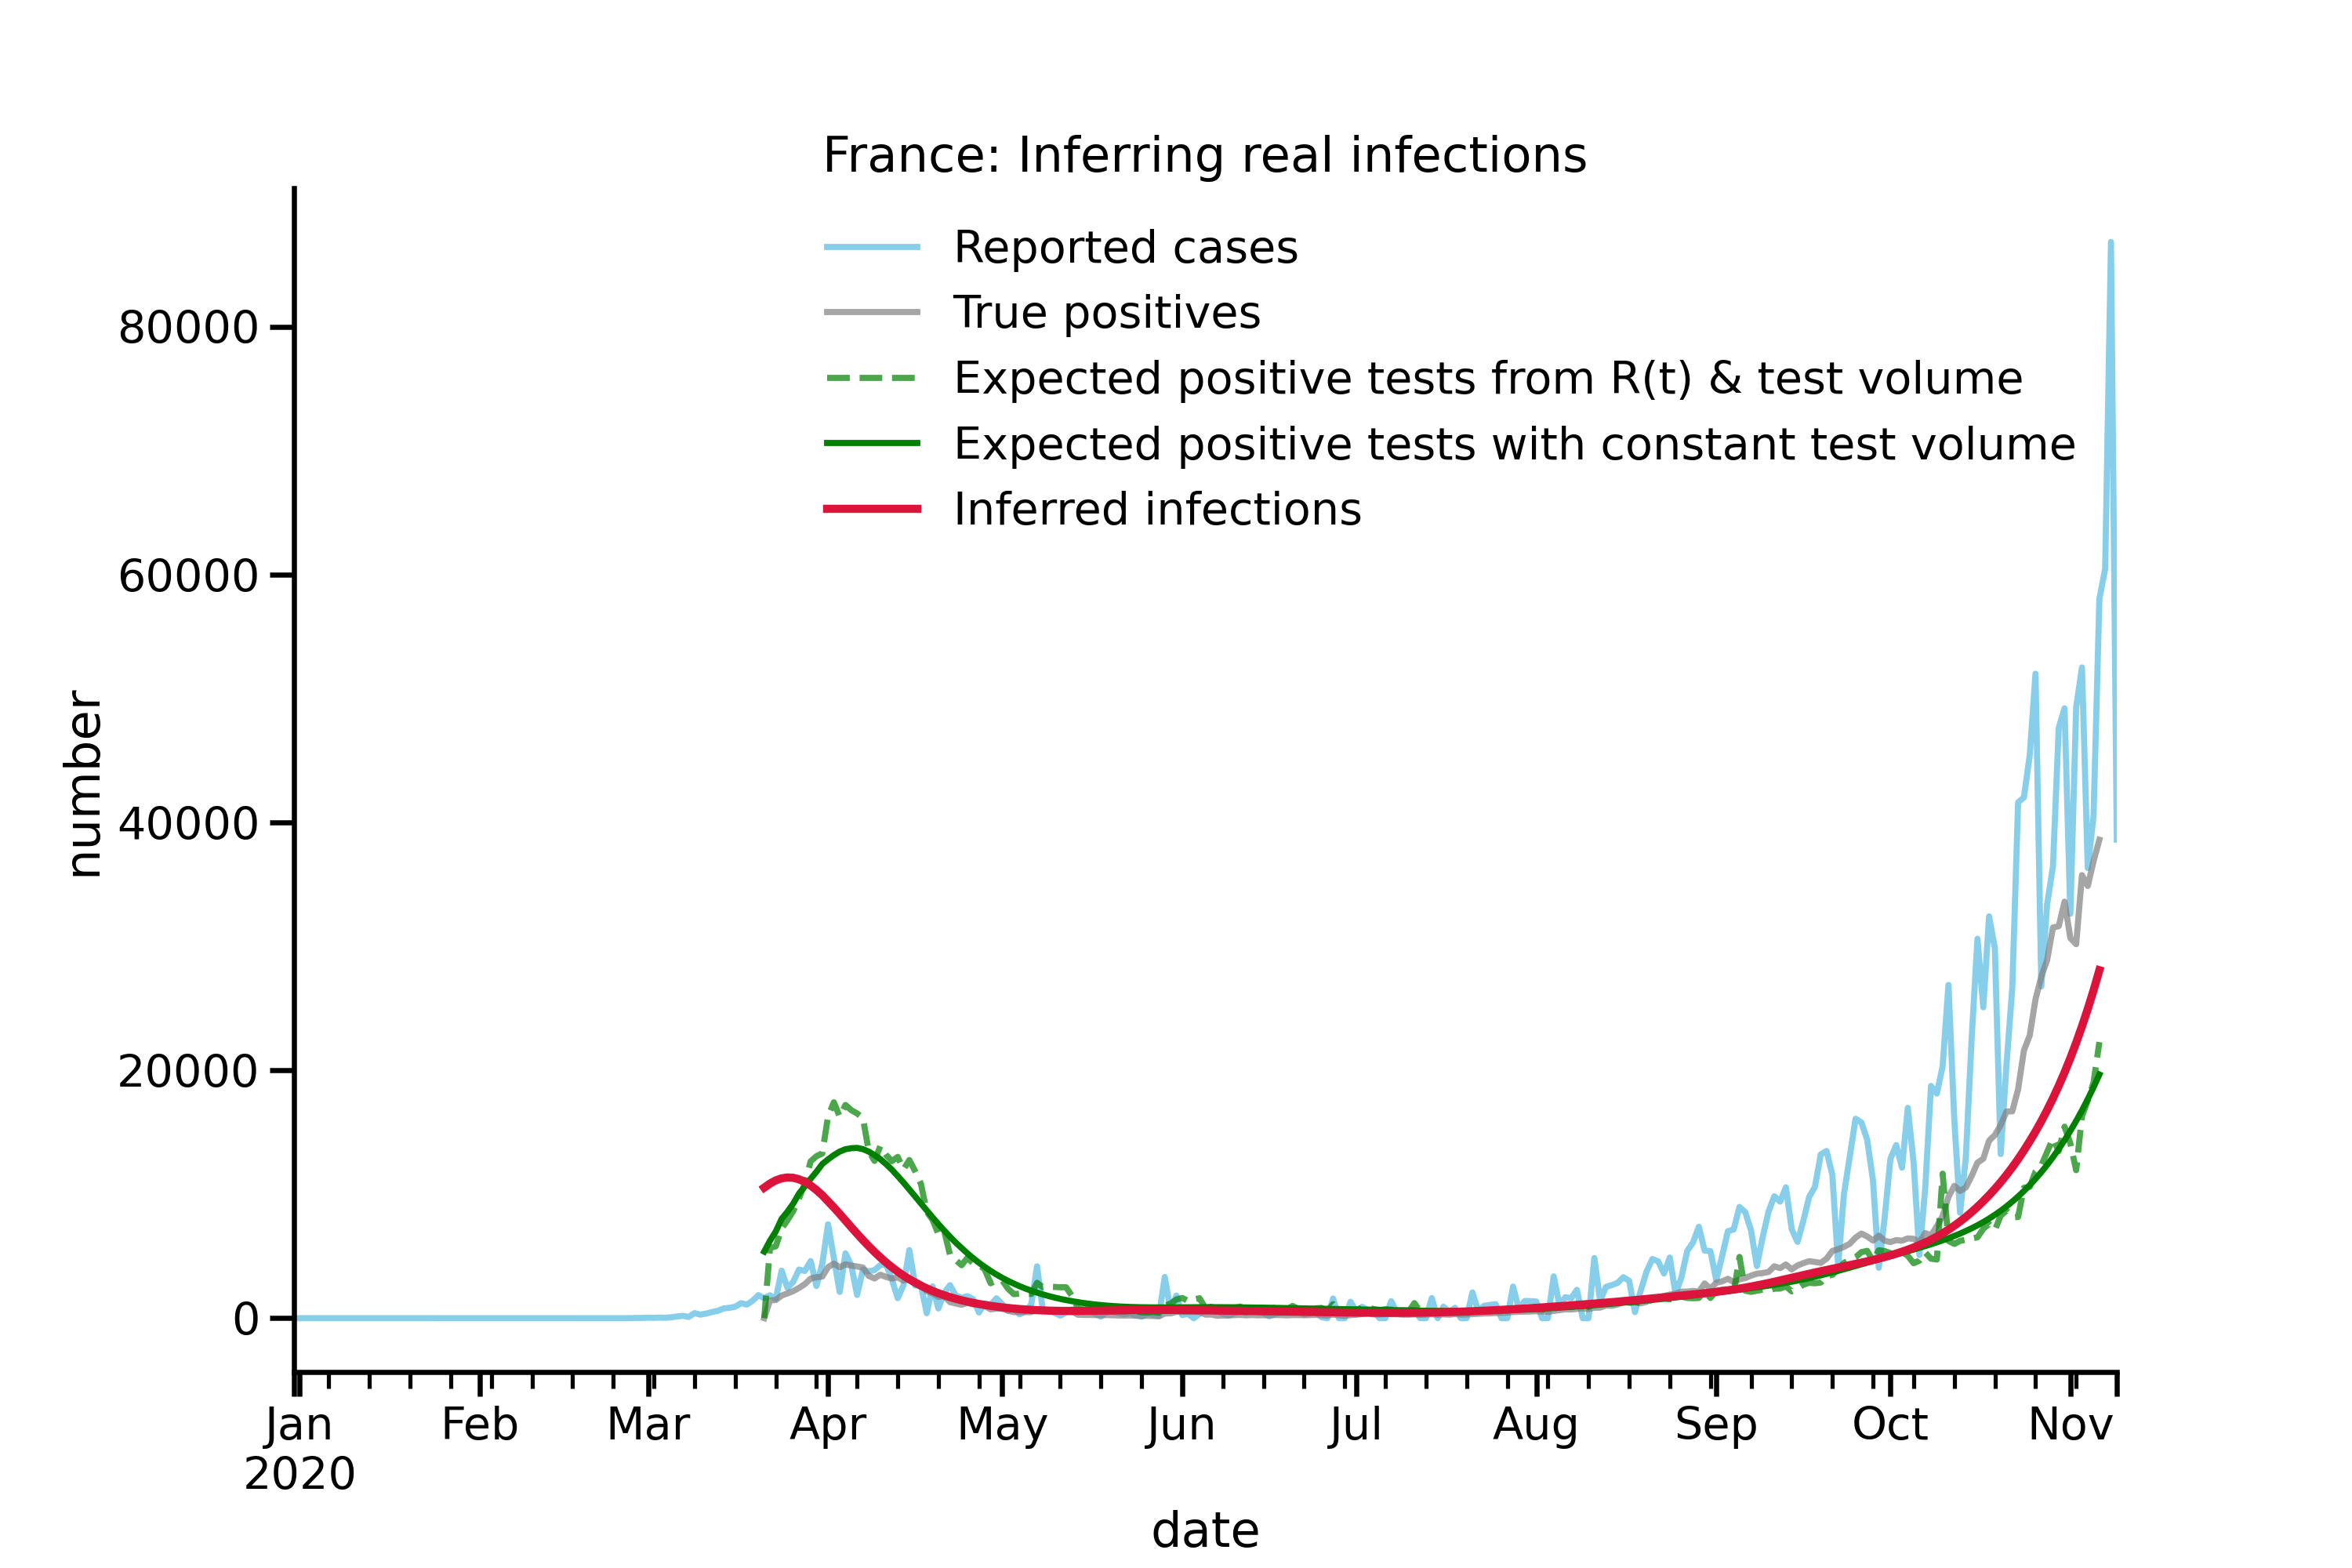 France: Inferring real infections
Reported cases
True positives
Expected positive tests from R(t) & test volume
Expected positive tests with constant test volume
Inferred infections
80000
60000
40000
20000
0
number
Jan Feb Mar Apr May Jun Jul Aug Sep Oct Nov
2020
date